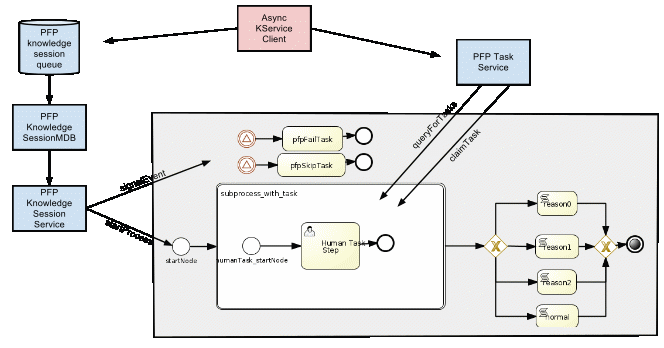 Async
KService
Client
PFP
knowledge
session
queue
PFP Task
Service
PFP
Knowledge
SessionMDB
queryForTasks
claimTask
pfpFailTask
pfpSkipTask
signalEvent
PFP
Knowledge
Session
Service
startProcess
subprocess_with_task
reason0
startNode
humanTask_startNode
Human Task
Step
reason1
reason2
normal